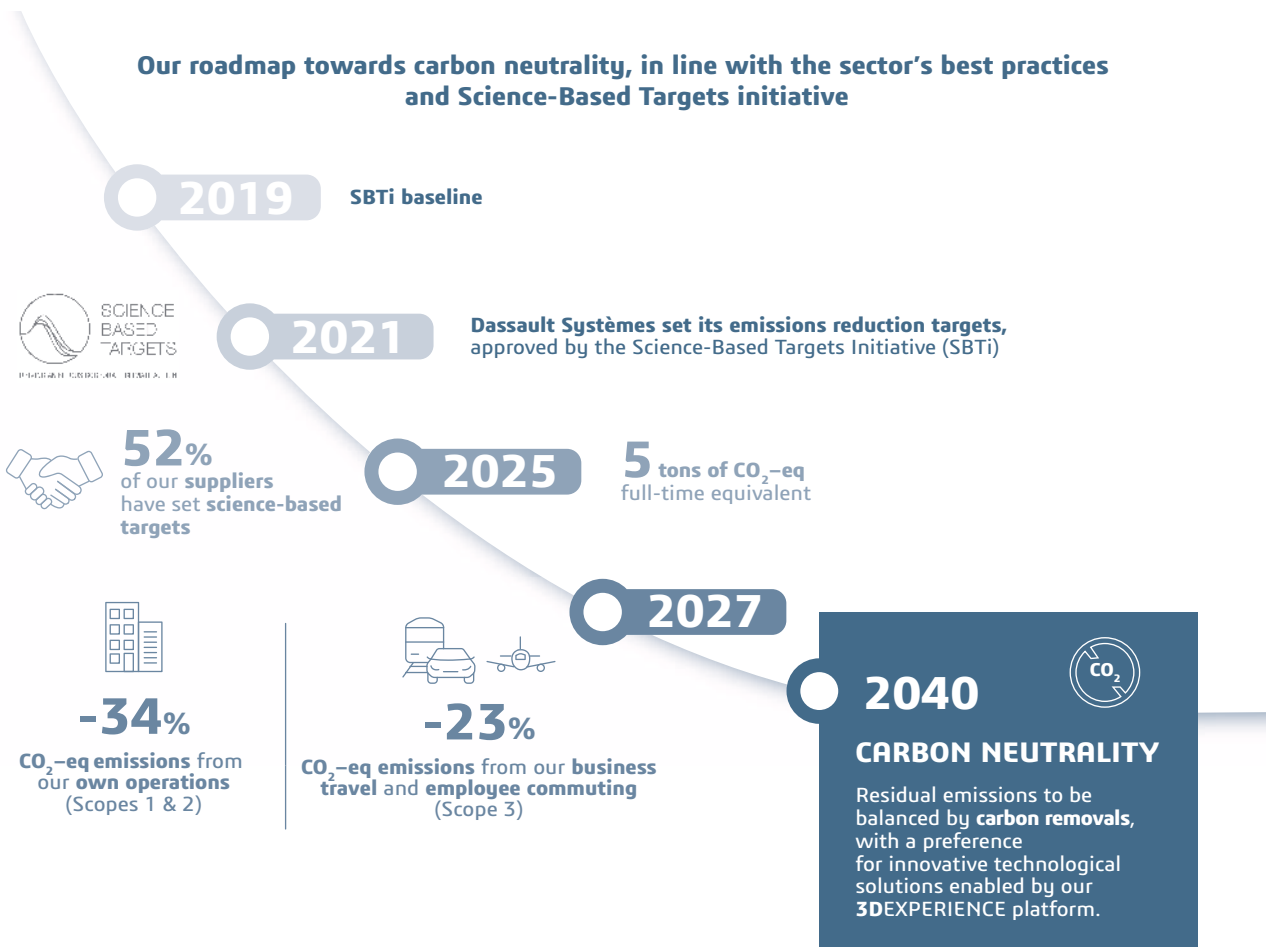 Our roadmap towards carbon neutrality, in line with the sector's best practices
and Science-Based Targets initiative
2019
SBTi baseline
SCIENCE
BASED
TARGETS
2021
Dassault Systèmes set its emissions reduction targets,
approved by the Science-Based Targets Initiative (SBTi)
52%
of our suppliers
have set science-based
targets
2025
5 tons of CO₂–eq
full-time equivalent
2027
-34%
CO₂–eq emissions from
our own operations
(Scopes 1 & 2)
-23%
CO₂–eq emissions from our business
travel and employee commuting
(Scope 3)
2040
CO₂
CARBON NEUTRALITY
Residual emissions to be
balanced by carbon removals,
with a preference
for innovative technological
solutions enabled by our
3DEXPERIENCE platform.